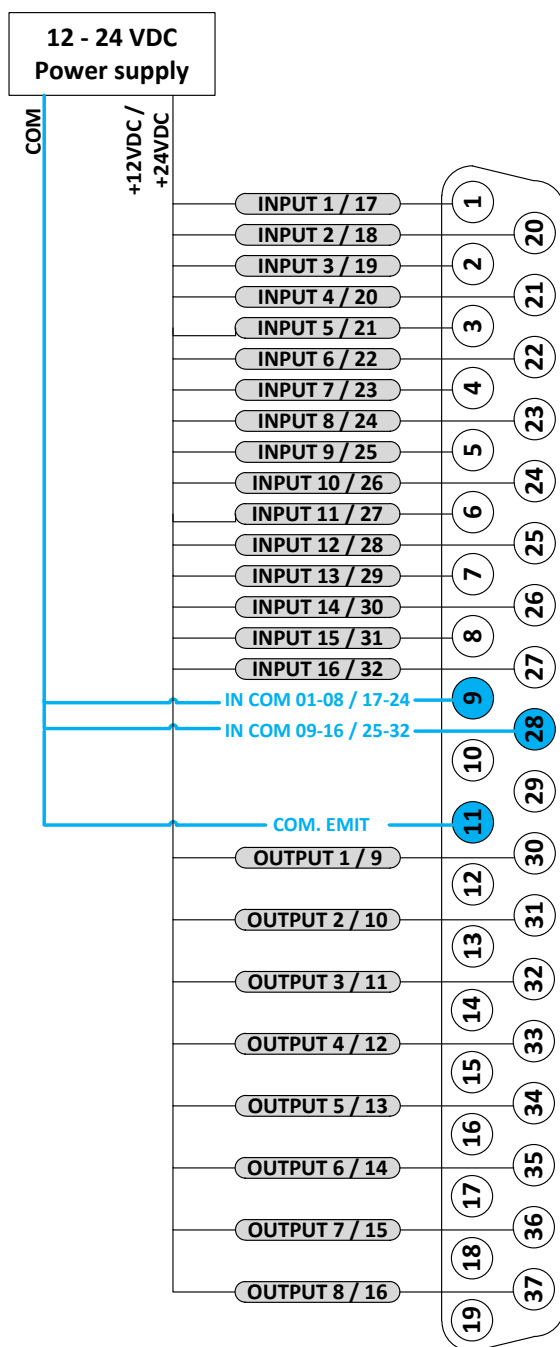 12 - 24 VDC
Power supply
COM
+12VDC /
+24VDC
INPUT 1 / 17
1
INPUT 2 / 18
20
INPUT 3 / 19
2
INPUT 4 / 20
21
INPUT 5 / 21
3
INPUT 6 / 22
22
INPUT 7 / 23
4
INPUT 8 / 24
23
INPUT 9 / 25
5
INPUT 10 / 26
24
INPUT 11 / 27
6
INPUT 12 / 28
25
INPUT 13 / 29
7
INPUT 14 / 30
26
INPUT 15 / 31
8
INPUT 16 / 32
27
IN COM 01-08 / 17-24
9
IN COM 09-16 / 25-32
28
10
29
COM. EMIT
11
OUTPUT 1 / 9
30
12
OUTPUT 2 / 10
31
13
OUTPUT 3 / 11
32
14
OUTPUT 4 / 12
33
15
OUTPUT 5 / 13
34
16
OUTPUT 6 / 14
35
17
OUTPUT 7 / 15
36
18
OUTPUT 8 / 16
37
19